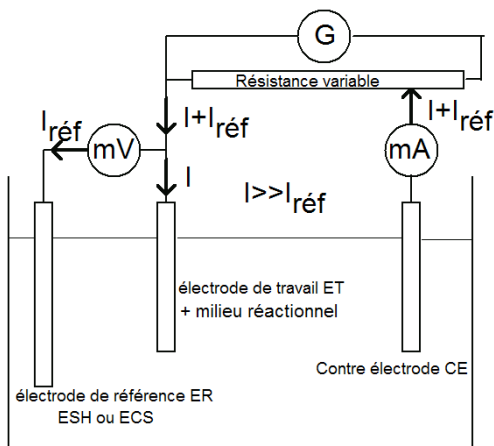 G
Résistance variable
Iréf
I+Iréf
I+Iréf
mV
mA
I
I>>Iréf
électrode de travail ET
+ milieu réactionnel
Contre électrode CE
électrode de référence ER
ESH ou ECS